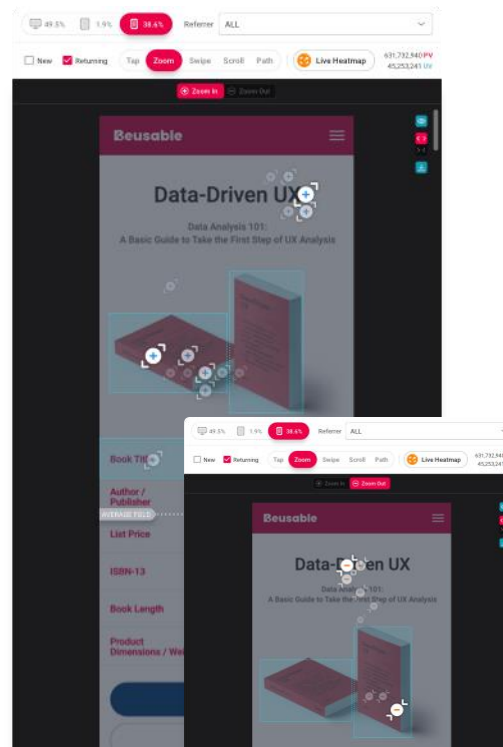 49.5% 1.9% 38.6% Referrer ALL
New Returning Tap Zoom Swipe Scroll Path Live Heatmap 631,732,940 PV
45,253,241 UV
Zoom In Zoom Out
Beusable
Data-Driven UX
Data Analysis 101:
A Basic Guide to Take the First Step of UX Analysis
Book Title
Author /
Publisher
AVERAGE FOLD
List Price
ISBN-13
Book Length
Product
Dimensions / Wei
49.5% 1.9% 38.6% Referrer ALL
New Returning Tap Zoom Swipe Scroll Path Live Heatmap 631,732,940
45,253,241
Zoom In Zoom Out
Beusable
Data-Driven UX
Data Analysis 101:
A Basic Guide to Take the First Step of UX Analysis